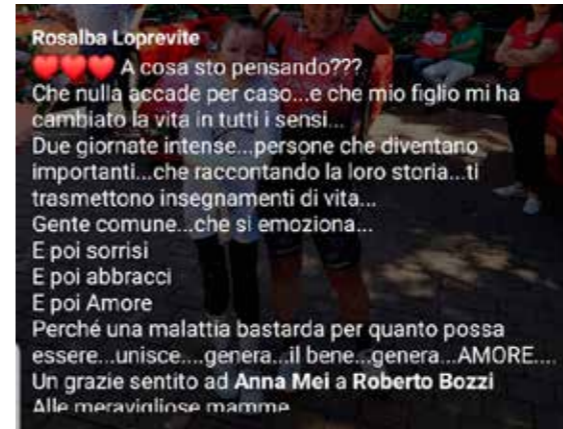 Rosalba Loprevite
♥️♥️♥️ A cosa sto pensando???
Che nulla accade per caso...e che mio figlio mi ha
cambiato la vita in tutti i sensi...
Due giornate intense...persone che diventano
importanti...che raccontando la loro storia...ti
trasmettono insegnamenti di vita...
Gente comune...che si emoziona...
E poi sorrisi
E poi abbracci
E poi Amore
Perché una malattia bastarda per quanto possa
essere...unisce....genera...il bene...genera...AMORE....
Un grazie sentito ad Anna Mei a Roberto Bozzi
Alle meravigliose mamme